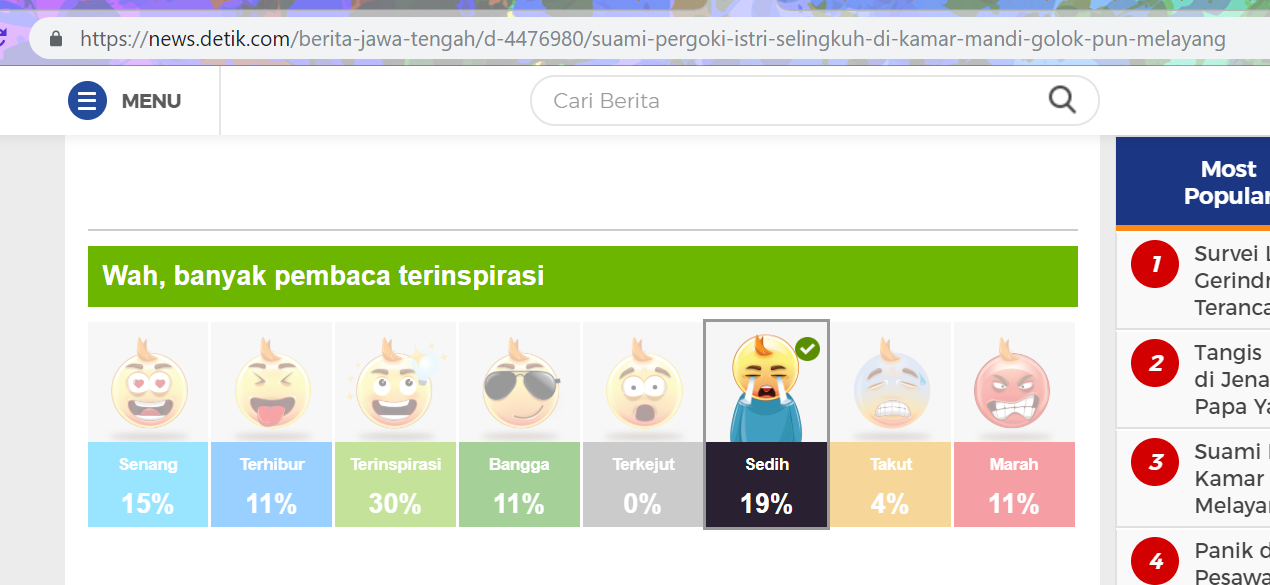 https://news.detik.com/berita-jawa-tengah/d-4476980/suami-pergoki-istri-selingkuh-di-kamar-mandi-golok-pun-melayang
MENU
Cari Berita
Wah, banyak pembaca terinspirasi
Senang
15%
Terhibur
11%
Terinspirasi
30%
Bangga
11%
Terkejut
0%
Sedih
19%
Takut
4%
Marah
11%
Most
Popular
1
Survei
Gerindr
Teranca
2
Tangis
di Jena
Papa Ya
3
Suami
Kamar
Melaya
4
Panik d
Pesawa